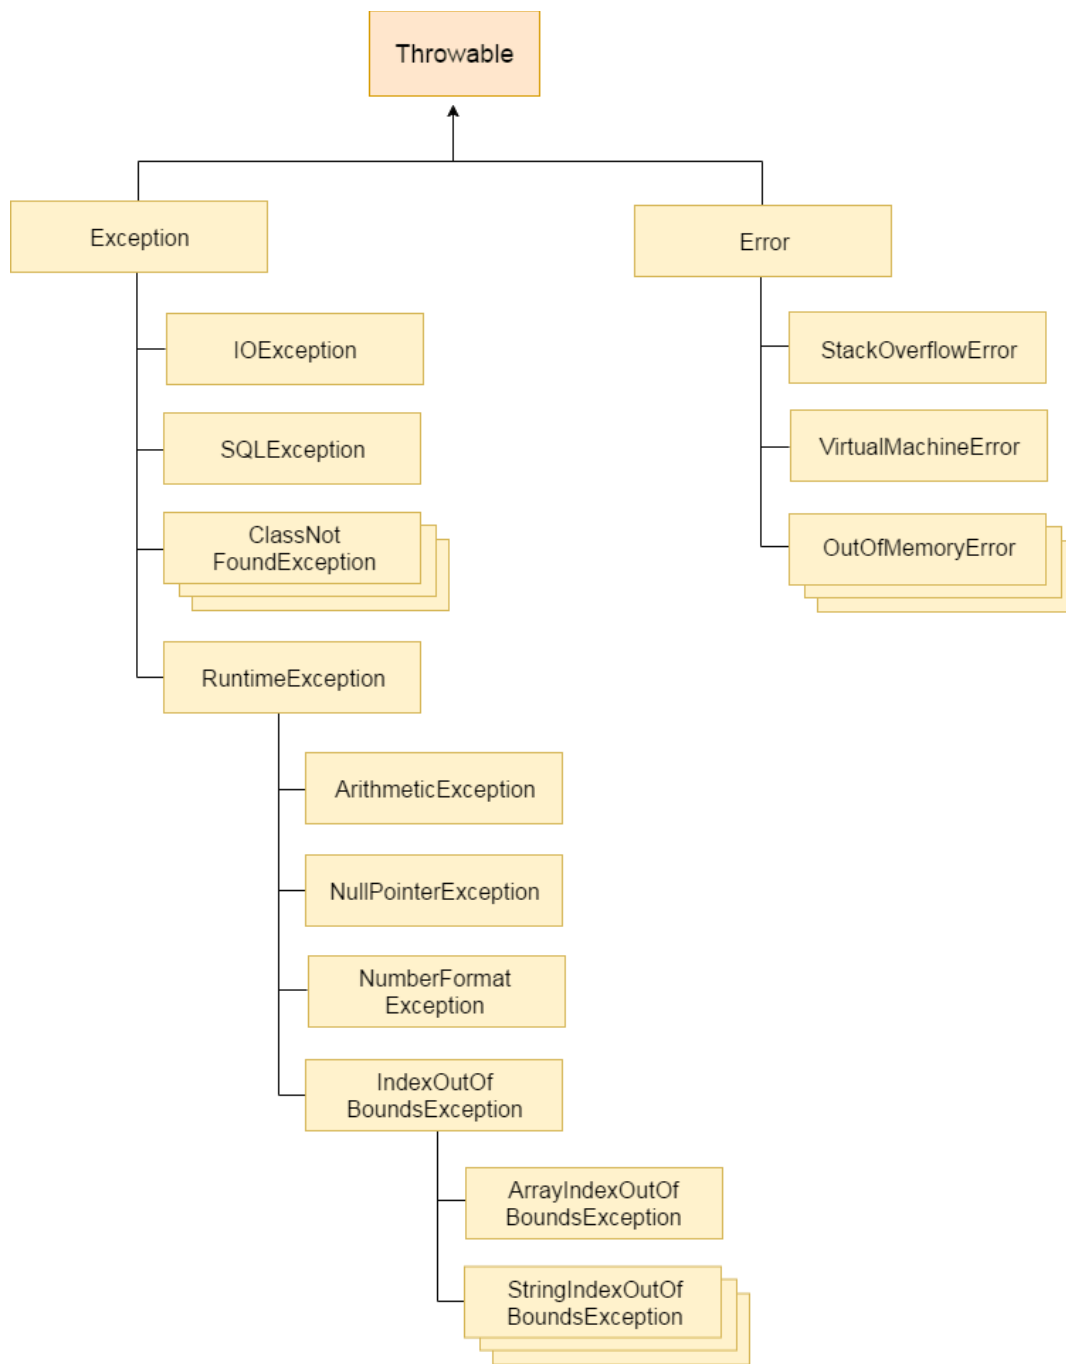 Throwable
Exception
Error
IOException
StackOverflowError
SQLException
VirtualMachineError
ClassNot
FoundException
OutOfMemoryError
RuntimeException
ArithmeticException
NullPointerException
NumberFormat
Exception
IndexOutOf
BoundsException
ArrayIndexOutOf
BoundsException
StringIndexOutOf
BoundsException